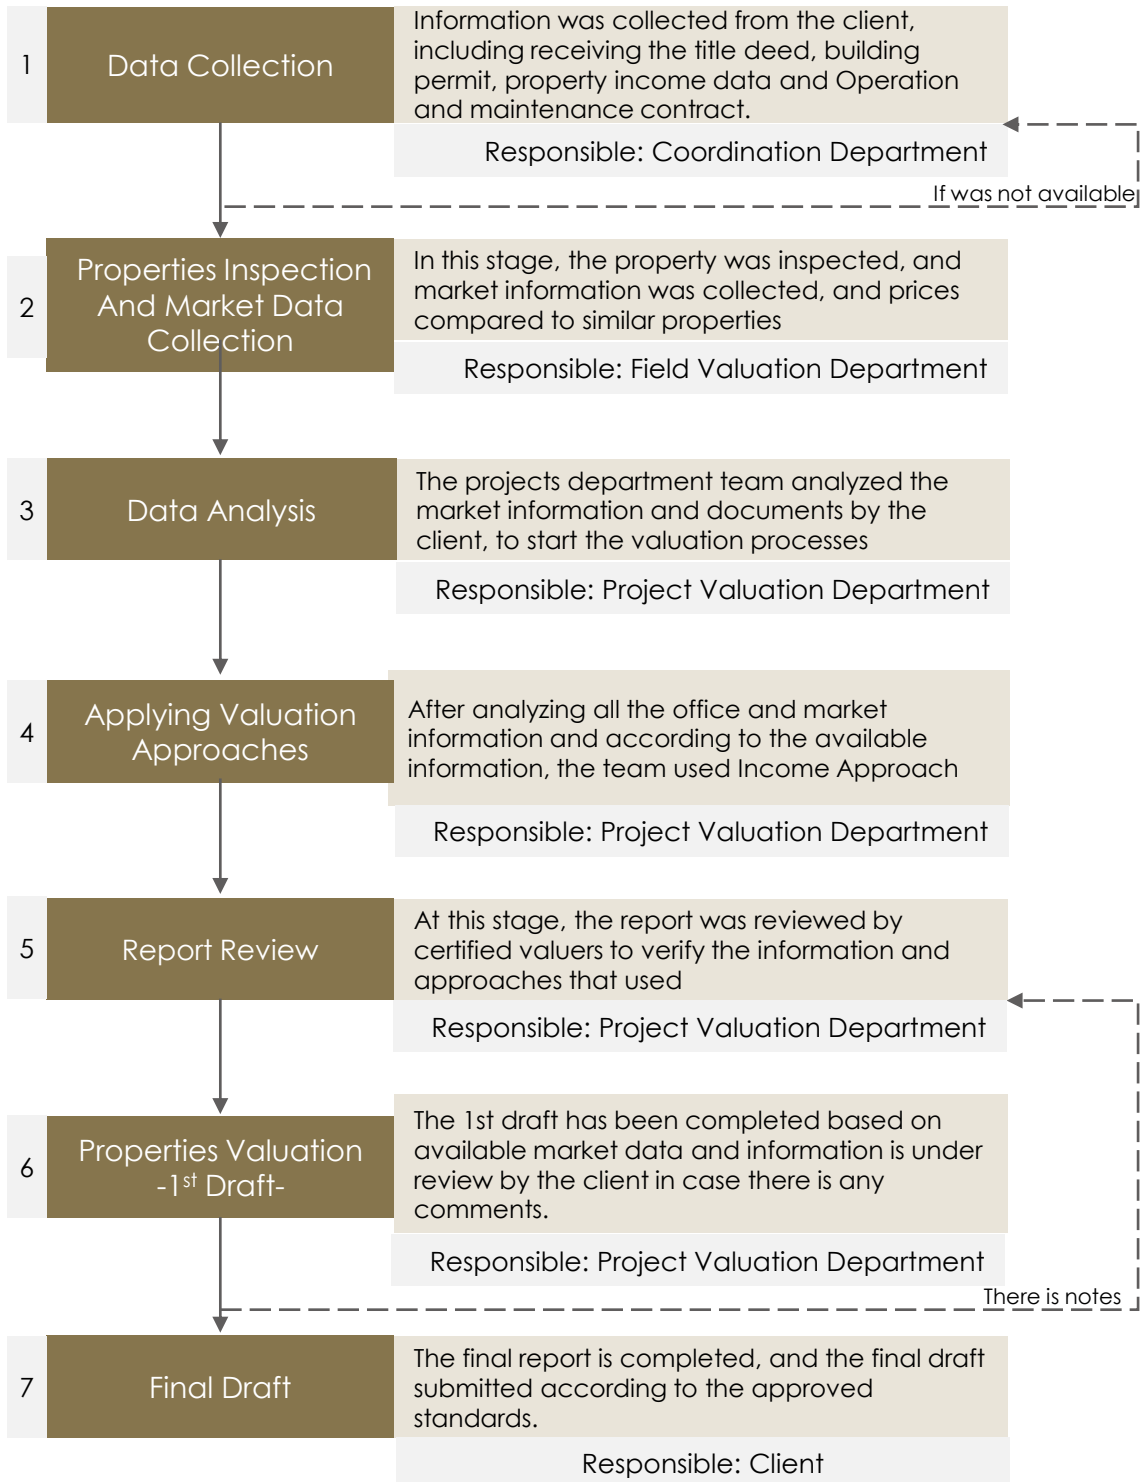 1
Data Collection
Information was collected from the client,
including receiving the title deed, building
permit, property income data and Operation
and maintenance contract.
Responsible: Coordination Department
If was not available
2
Properties Inspection
And Market Data
Collection
In this stage, the property was inspected, and
market information was collected, and prices
compared to similar properties
Responsible: Field Valuation Department
3
Data Analysis
The projects department team analyzed the
market information and documents by the
client, to start the valuation processes
Responsible: Project Valuation Department
4
Applying Valuation
Approaches
After analyzing all the office and market
information and according to the available
information, the team used Income Approach
Responsible: Project Valuation Department
5
Report Review
At this stage, the report was reviewed by
certified valuers to verify the information and
approaches that used
Responsible: Project Valuation Department
6
Properties Valuation
-1st Draft-
The 1st draft has been completed based on
available market data and information is under
review by the client in case there is any
comments.
Responsible: Project Valuation Department
There is notes
7
Final Draft
The final report is completed, and the final draft
submitted according to the approved
standards.
Responsible: Client